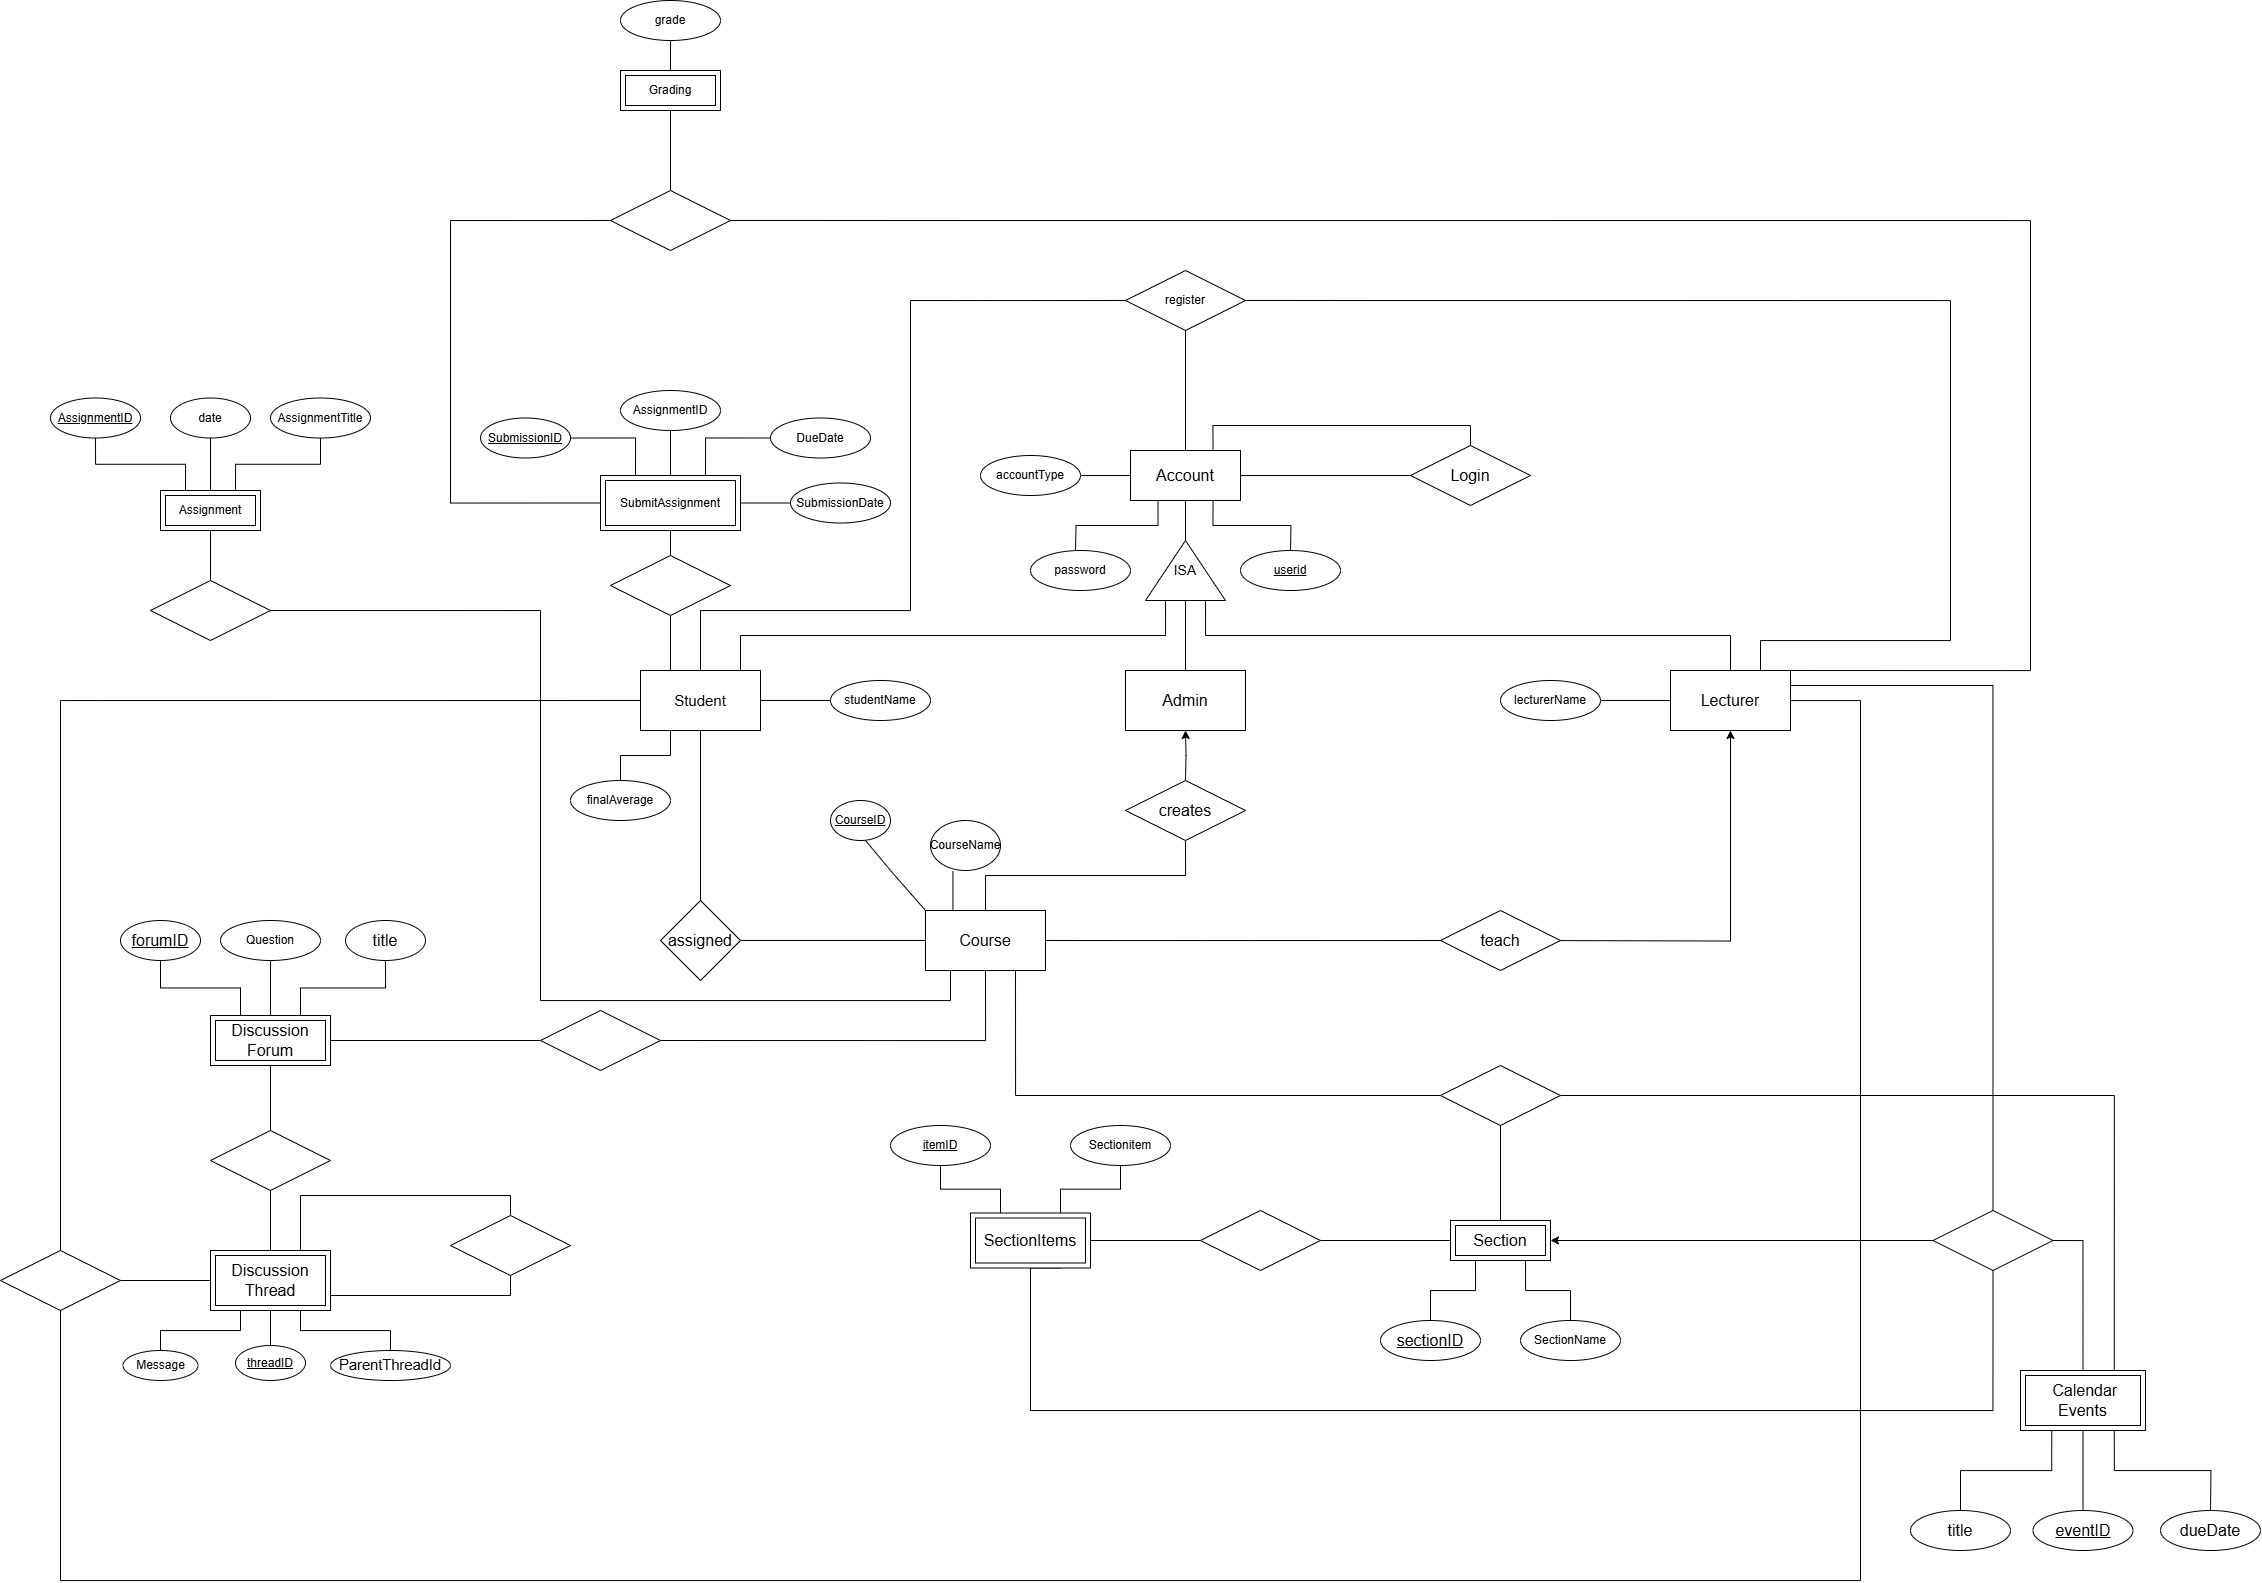 grade
Grading
register
AssignmentID
date
AssignmentTitle
SubmissionID
AssignmentID
DueDate
Assignment
SubmitAssignment
SubmissionDate
accountType
Account
Login
password
ISA
userid
Student
studentName
Admin
lecturerName
Lecturer
finalAverage
creates
CourseID
CourseName
assigned
Course
teach
forumID
Question
title
Discussion
Forum
itemID
Sectionitem
SectionItems
Section
Discussion
Thread
sectionID
SectionName
Message
threadID
ParentThreadId
Calendar
Events
title
eventID
dueDate